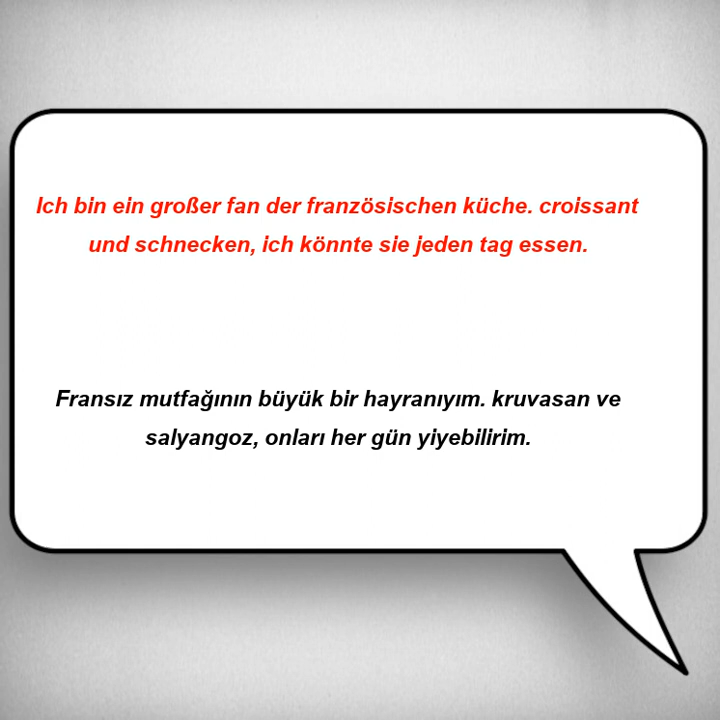 Ich bin ein großer fan der französischen küche. croissant
und schnecken, ich könnte sie jeden tag essen.
Fransız mutfağının büyük bir hayranıyım. kruvasan ve
salyangoz, onları her gün yiyebilirim.